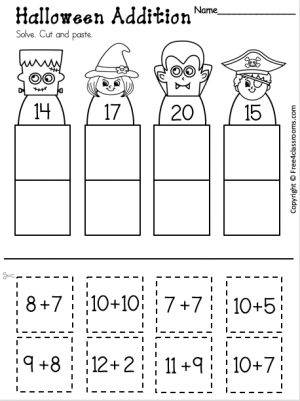 Halloween Addition Name
Solve. Cut and paste.
14 17 20 15
Copyright © Free4classrooms.com
8+7 10+10 7+7 10+5
9+8 12+2 11+9 10+7